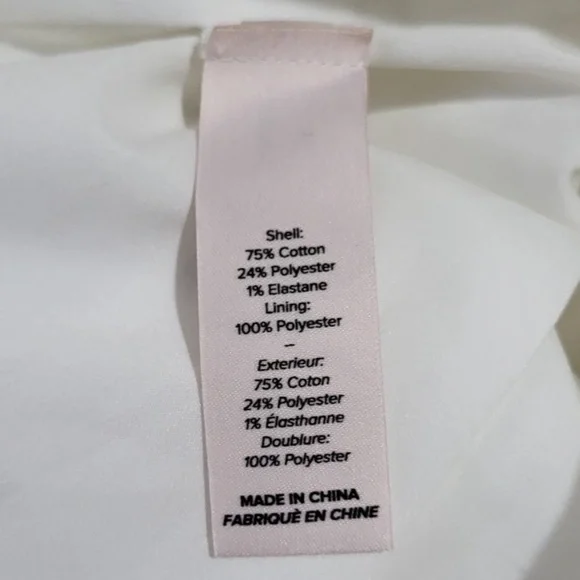 Shell:
75% Cotton
24% Polyester
1% Elastane
Lining:
100% Polyester
–
Exterieur:
75% Coton
24% Polyester
1% Élasthanne
Doublure:
100% Polyester
MADE IN CHINA
FABRIQUÈ EN CHINE